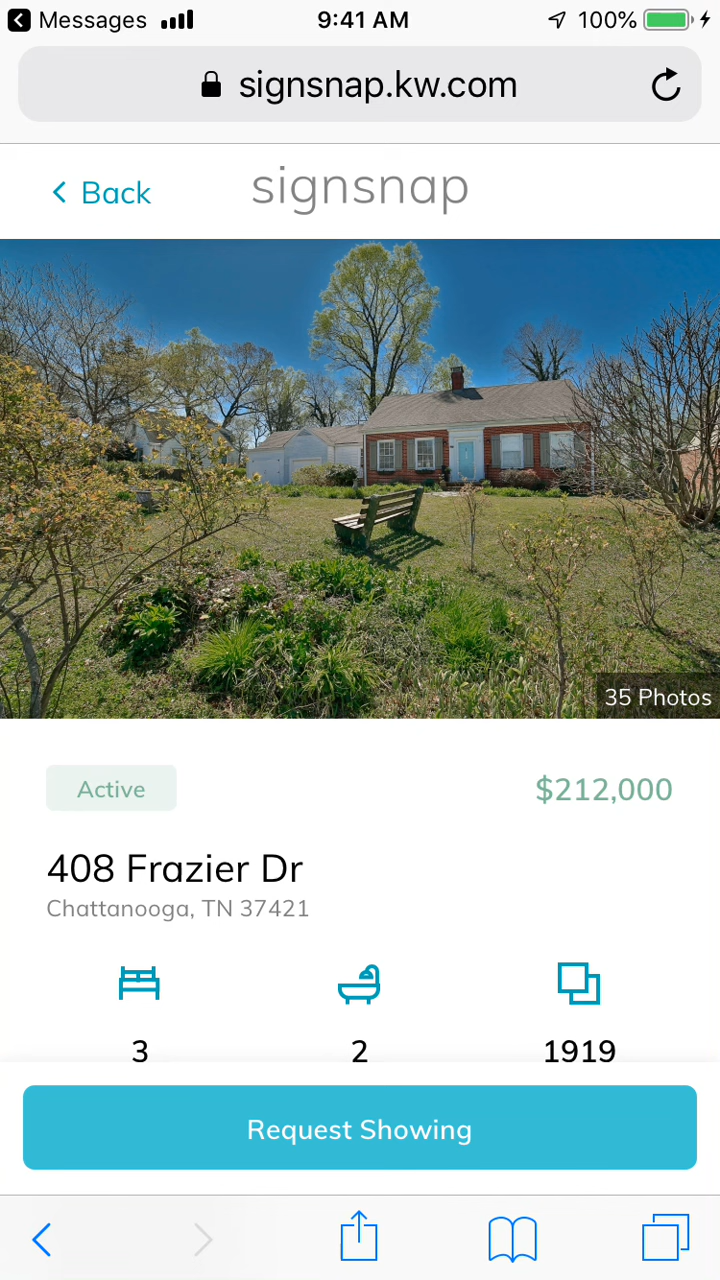 Messages 9:41 AM 100%
signsnap.kw.com
Back signsnap
35 Photos
Active $212,000
408 Frazier Dr
Chattanooga, TN 37421
3 2 1919
Request Showing